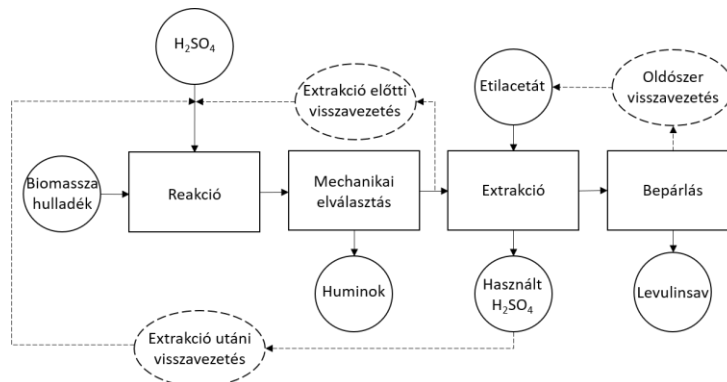 H₂SO₄
Extrakció előtti
visszavezetés
Etilacetát
Oldószer
visszavezetés
Biomassza
hulladék
Reakció
Mechanikai
elválasztás
Extrakció
Bepárlás
Huminok
Használt
H₂SO₄
Levulinsav
Extrakció utáni
visszavezetés